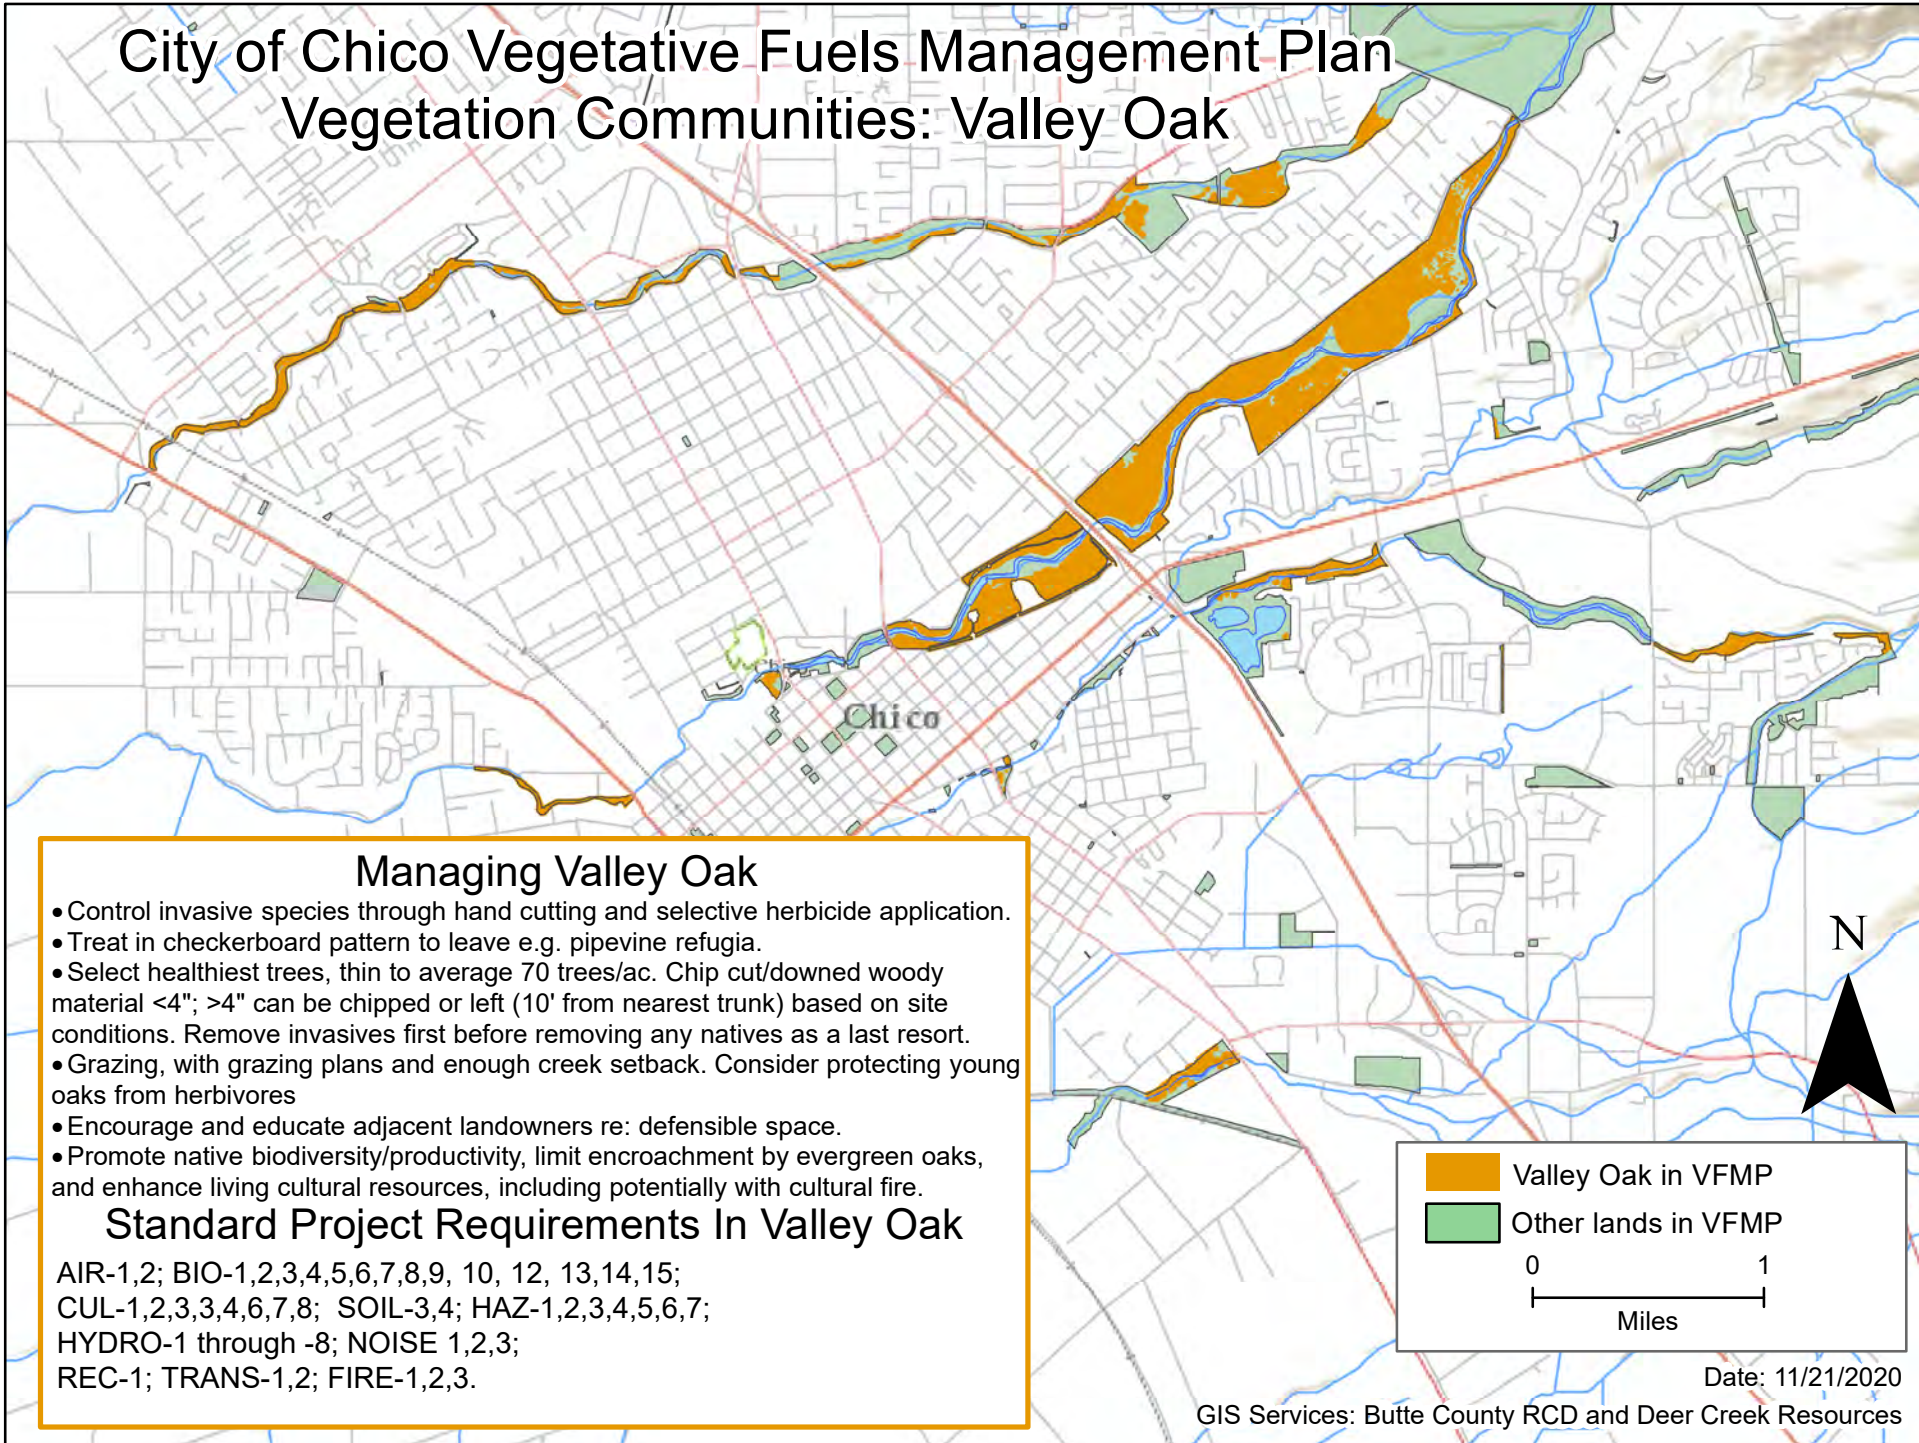 City of Chico Vegetative Fuels Management Plan
Vegetation Communities: Valley Oak
Chico
Managing Valley Oak
•Control invasive species through hand cutting and selective herbicide application.
•Treat in checkerboard pattern to leave e.g. pipevine refugia.
•Select healthiest trees, thin to average 70 trees/ac. Chip cut/downed woody
material <4"; >4" can be chipped or left (10' from nearest trunk) based on site
conditions. Remove invasives first before removing any natives as a last resort.
•Grazing, with grazing plans and enough creek setback. Consider protecting young
oaks from herbivores
•Encourage and educate adjacent landowners re: defensible space.
•Promote native biodiversity/productivity, limit encroachment by evergreen oaks,
and enhance living cultural resources, including potentially with cultural fire.
Standard Project Requirements In Valley Oak
AIR-1,2; BIO-1,2,3,4,5,6,7,8,9, 10, 12, 13,14,15;
CUL-1,2,3,3,4,6,7,8; SOIL-3,4; HAZ-1,2,3,4,5,6,7;
HYDRO-1 through -8; NOISE 1,2,3;
REC-1; TRANS-1,2; FIRE-1,2,3.
N
Valley Oak in VFMP
Other lands in VFMP
0 1
Miles
Date: 11/21/2020
GIS Services: Butte County RCD and Deer Creek Resources